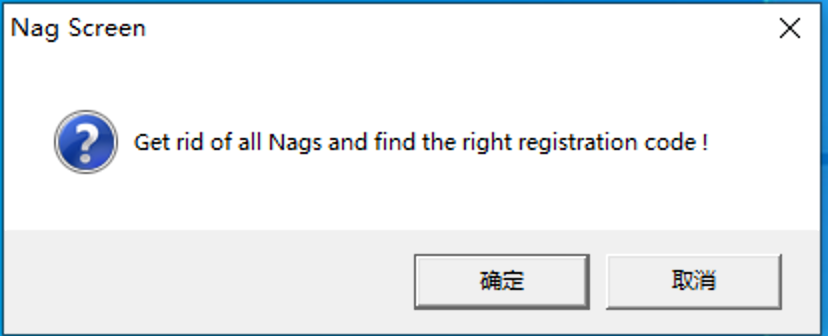 Nag Screen
Get rid of all Nags and find the right registration code !
确定
取消